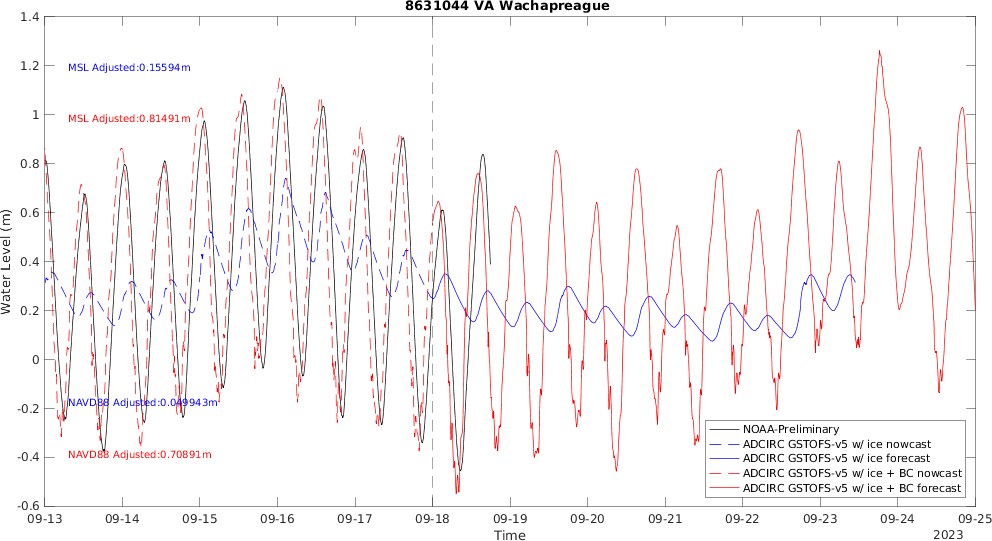 8631044 VA Wachapreague
1.4
1.2
1
0.8
0.6
0.4
0.2
0
-0.2
-0.4
-0.6
Water Level (m)
MSL Adjusted:0.15594m
MSL Adjusted:0.81491m
NAVD88 Adjusted:0.049943m
NAVD88 Adjusted:0.70891m
NOAA-Preliminary
ADCIRC GSTOFS-v5 w/ ice nowcast
ADCIRC GSTOFS-v5 w/ ice forecast
ADCIRC GSTOFS-v5 w/ ice + BC nowcast
ADCIRC GSTOFS-v5 w/ ice + BC forecast
09-13 09-14 09-15 09-16 09-17 09-18 09-19 09-20 09-21 09-22 09-23 09-24 09-25
Time
2023